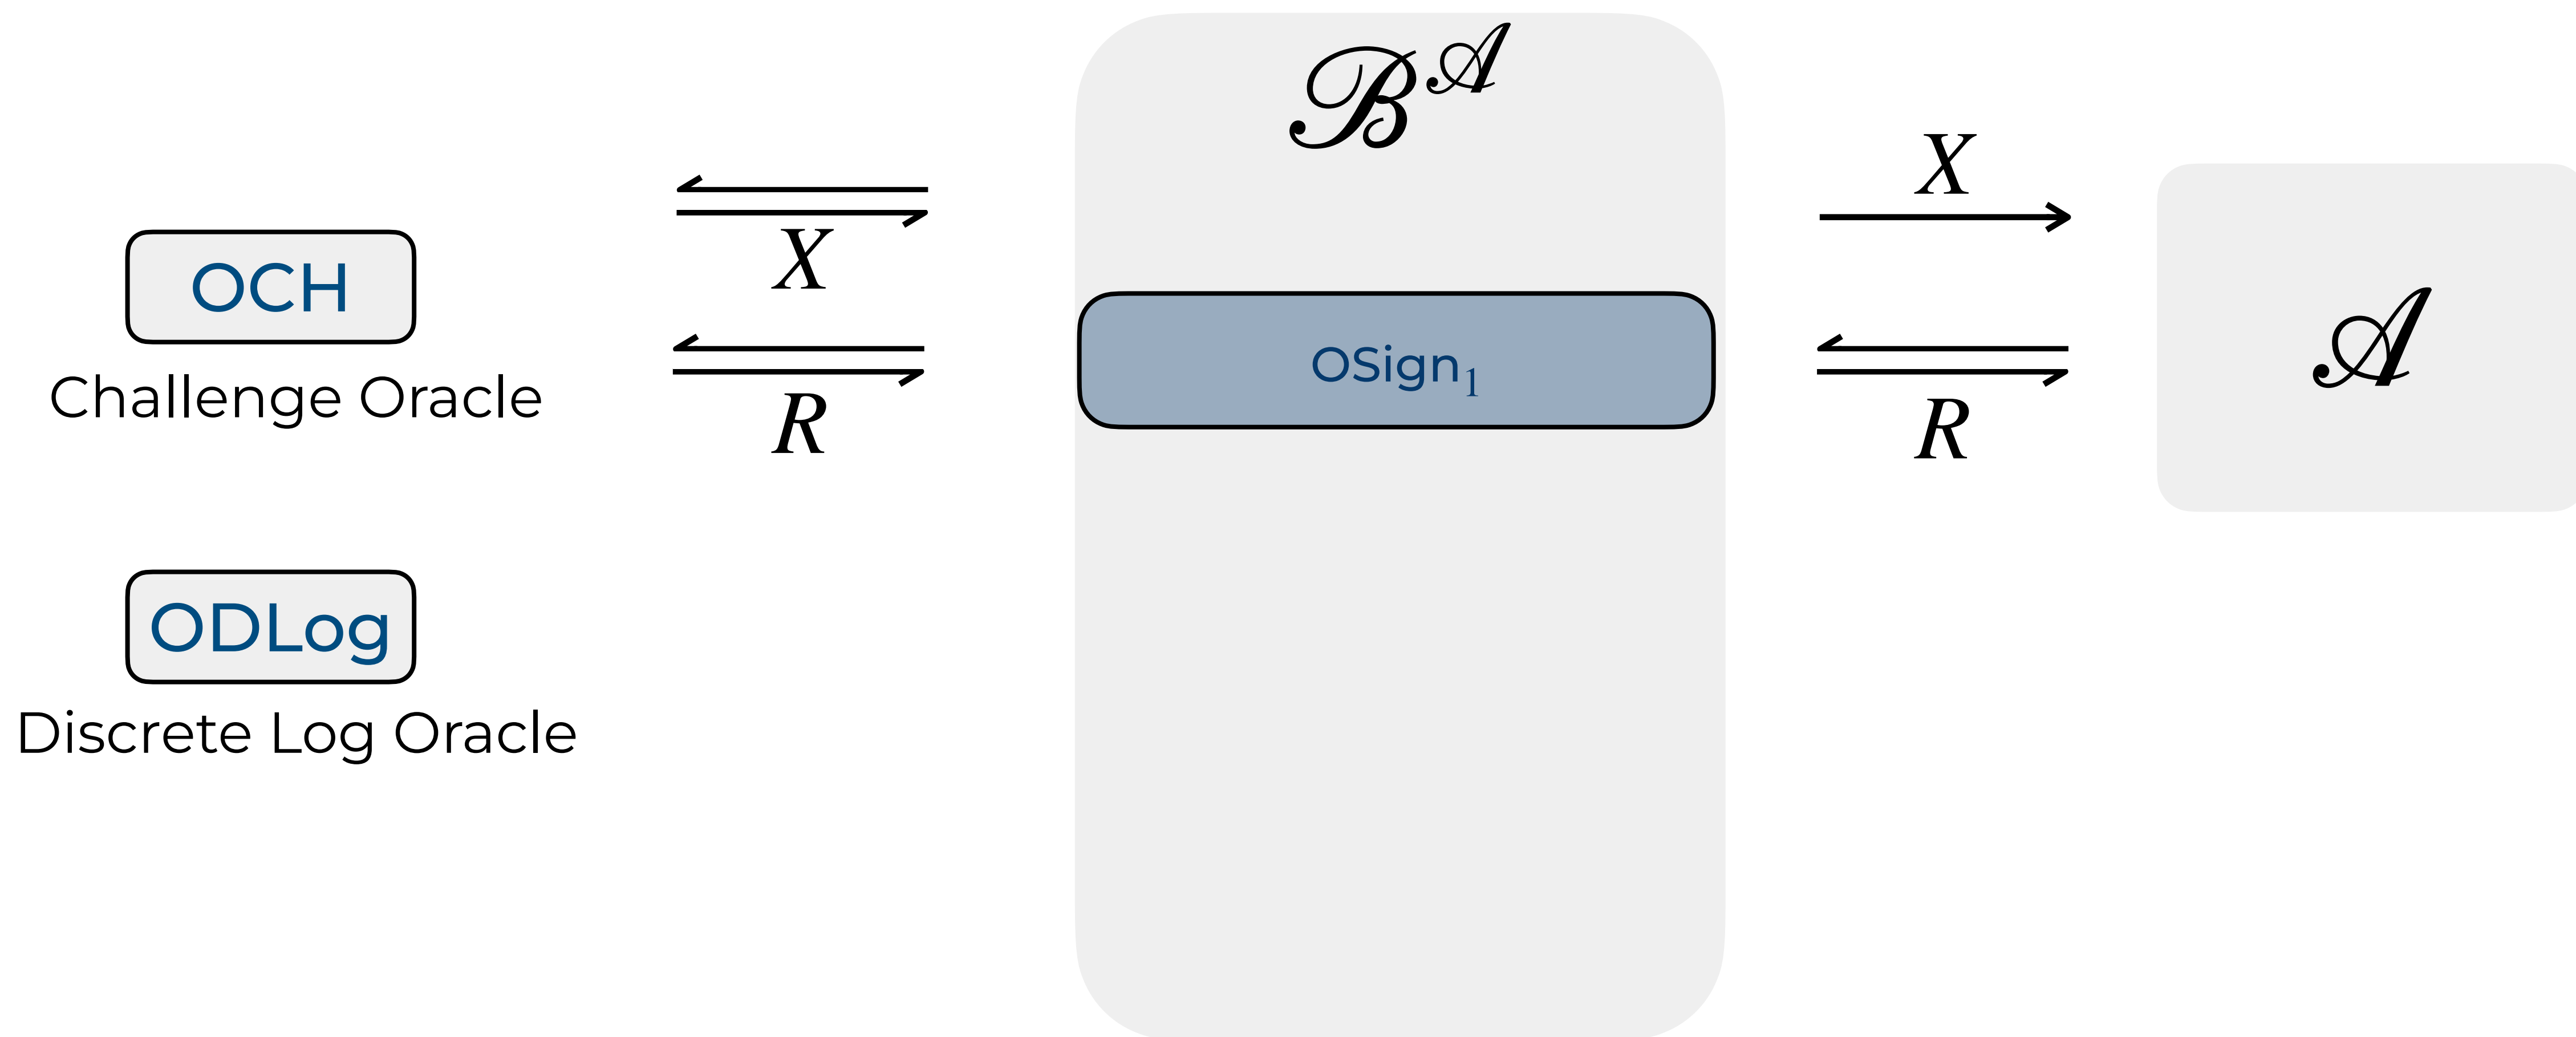 ℬ^𝒜
X
X
OCH
OSign₁
𝒜
Challenge Oracle
R
R
ODLog
Discrete Log Oracle